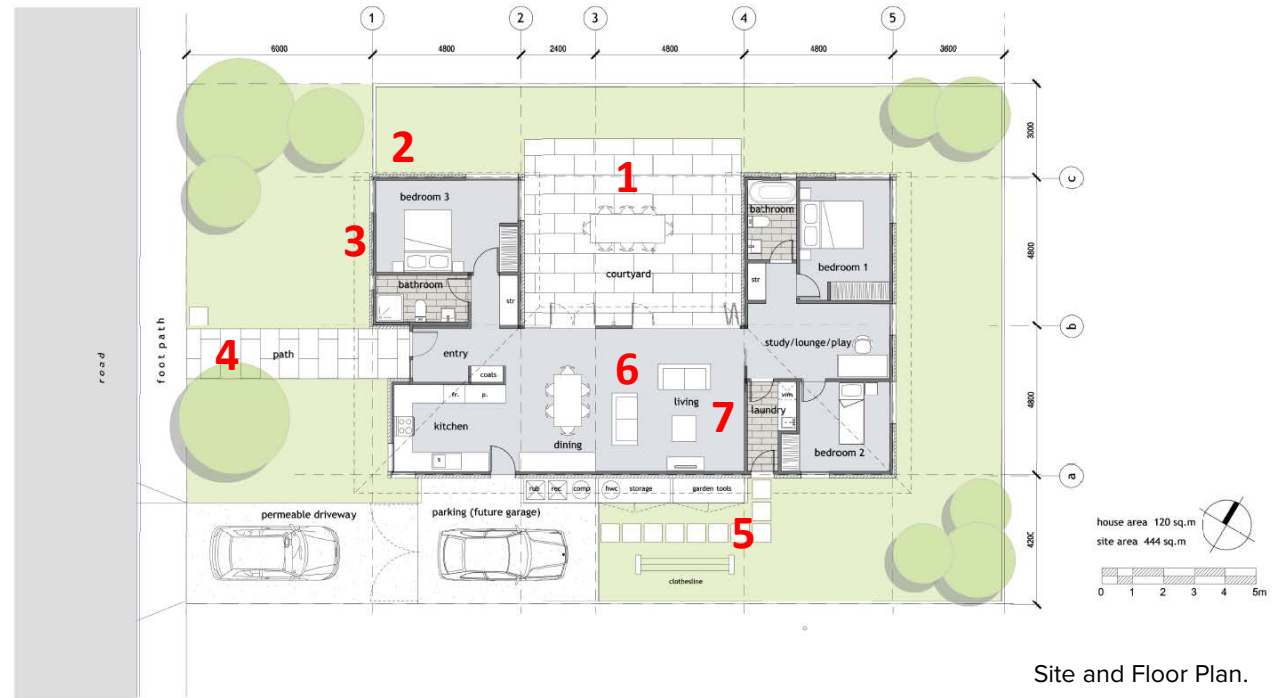 1
2
3
4
5
6000
4800
2400
4800
4800
3600
3000
2
1
c
bedroom 3
bathroom
3
4800
4800
courtyard
bedroom 1
bathroom
str
str
b
road
foot path
4
path
entry
study/lounge/play
6
coats
living
fr.
p.
7
laundry
wm
4800
kitchen
dining
bedroom 2
s
a
rub
rec
comp
hwc
storage
garden tools
permeable driveway
parking (future garage)
5
4200
clothesline
house area 120 sq.m
site area 444 sq.m
0 1 2 3 4 5m
Site and Floor Plan.